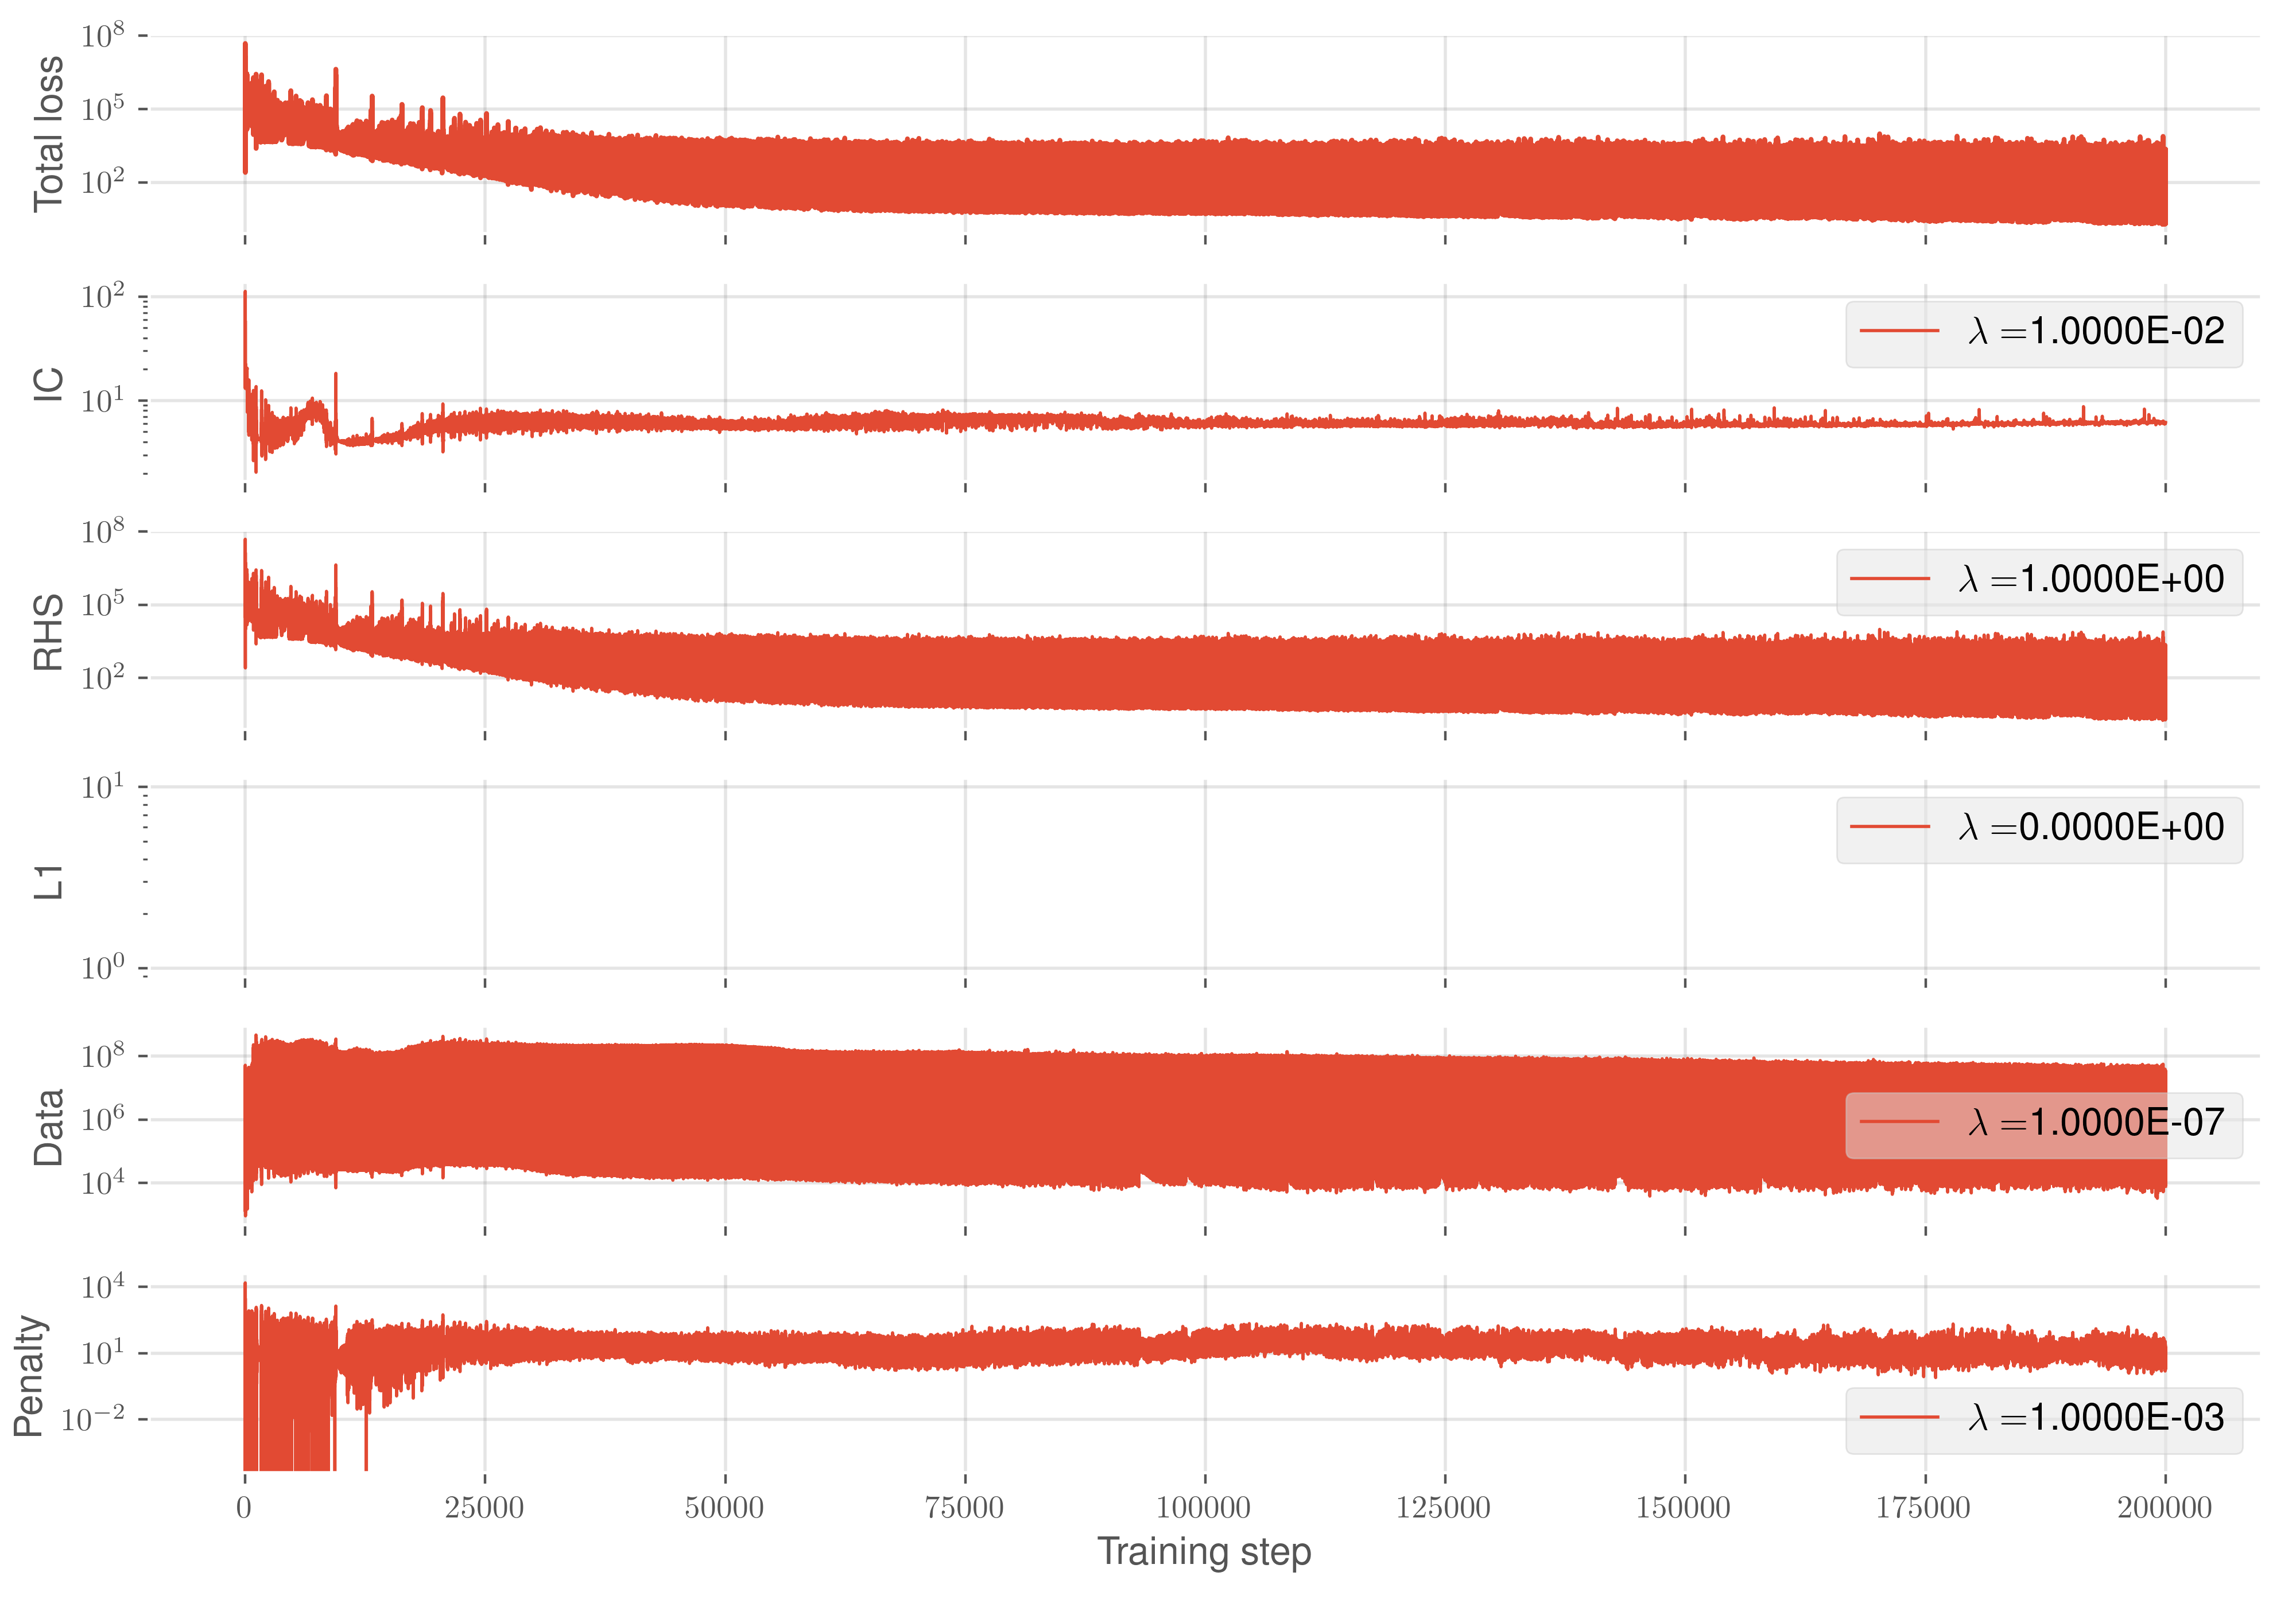 Total loss
10^8
10^5
10^2
IC
10^2
10^1
λ =1.0000E-02
RHS
10^8
10^5
10^2
λ =1.0000E+00
L1
10^1
10^0
λ =0.0000E+00
Data
10^8
10^6
10^4
λ =1.0000E-07
Penalty
10^4
10^1
10^−2
λ =1.0000E-03
0 25000 50000 75000 100000 125000 150000 175000 200000
Training step